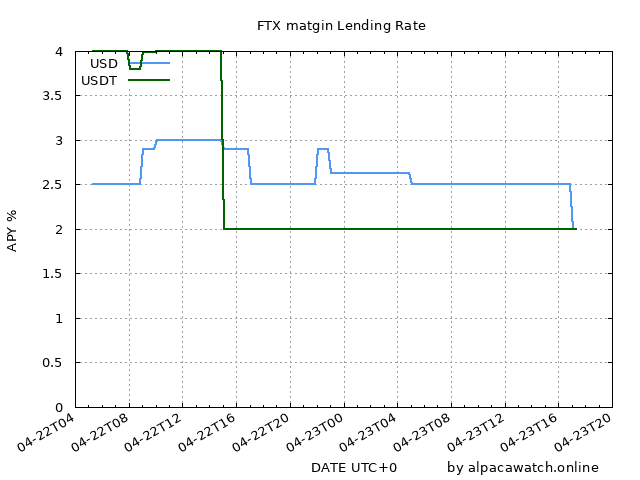 FTX matgin Lending Rate
USD
USDT
4
3.5
3
2.5
2
1.5
1
0.5
0
APY %
04-22T04
04-22T08
04-22T12
04-22T16
04-22T20
04-23T00
04-23T04
04-23T08
04-23T12
04-23T16
04-23T20
DATE UTC+0
by alpacawatch.online